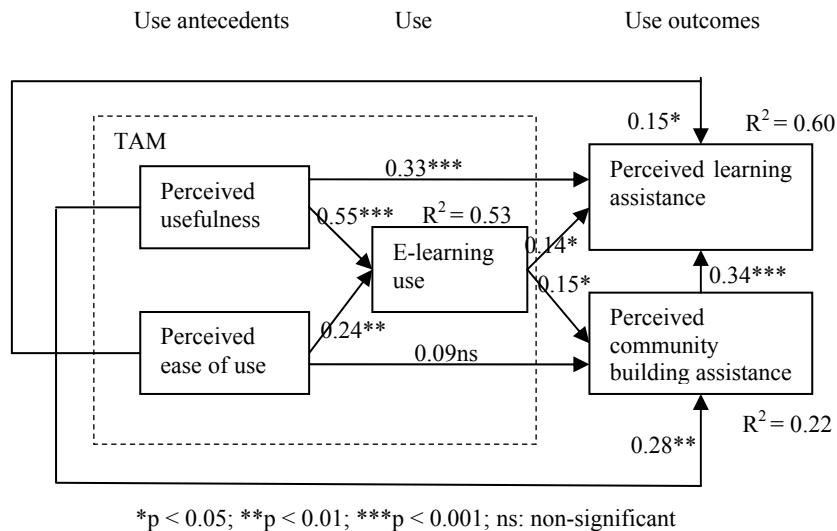 Use antecedents Use Use outcomes
0.15* R² = 0.60
TAM
Perceived usefulness
0.33***
Perceived learning assistance
0.55***
R² = 0.53
E-learning use
0.14*
0.15*
0.34***
Perceived ease of use
0.24**
0.09ns
Perceived community building assistance
R² = 0.22
0.28**
*p < 0.05; **p < 0.01; ***p < 0.001; ns: non-significant